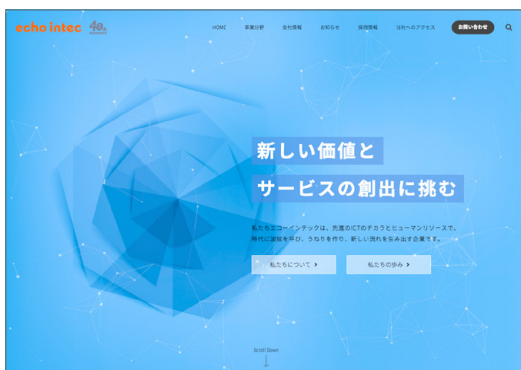 echo intec
HOME
事業分野
会社情報
お知らせ
採用情報
当社へのアクセス
お問い合わせ
新しい価値と
サービスの創出に挑む
私たちエコーインテックは、先進のICTのチカラとヒューマンリソースで、
時代に波紋を呼び、うねりを作り、新しい流れを生み出す企業です。
私たちについて
私たちの歩み
Scroll Down